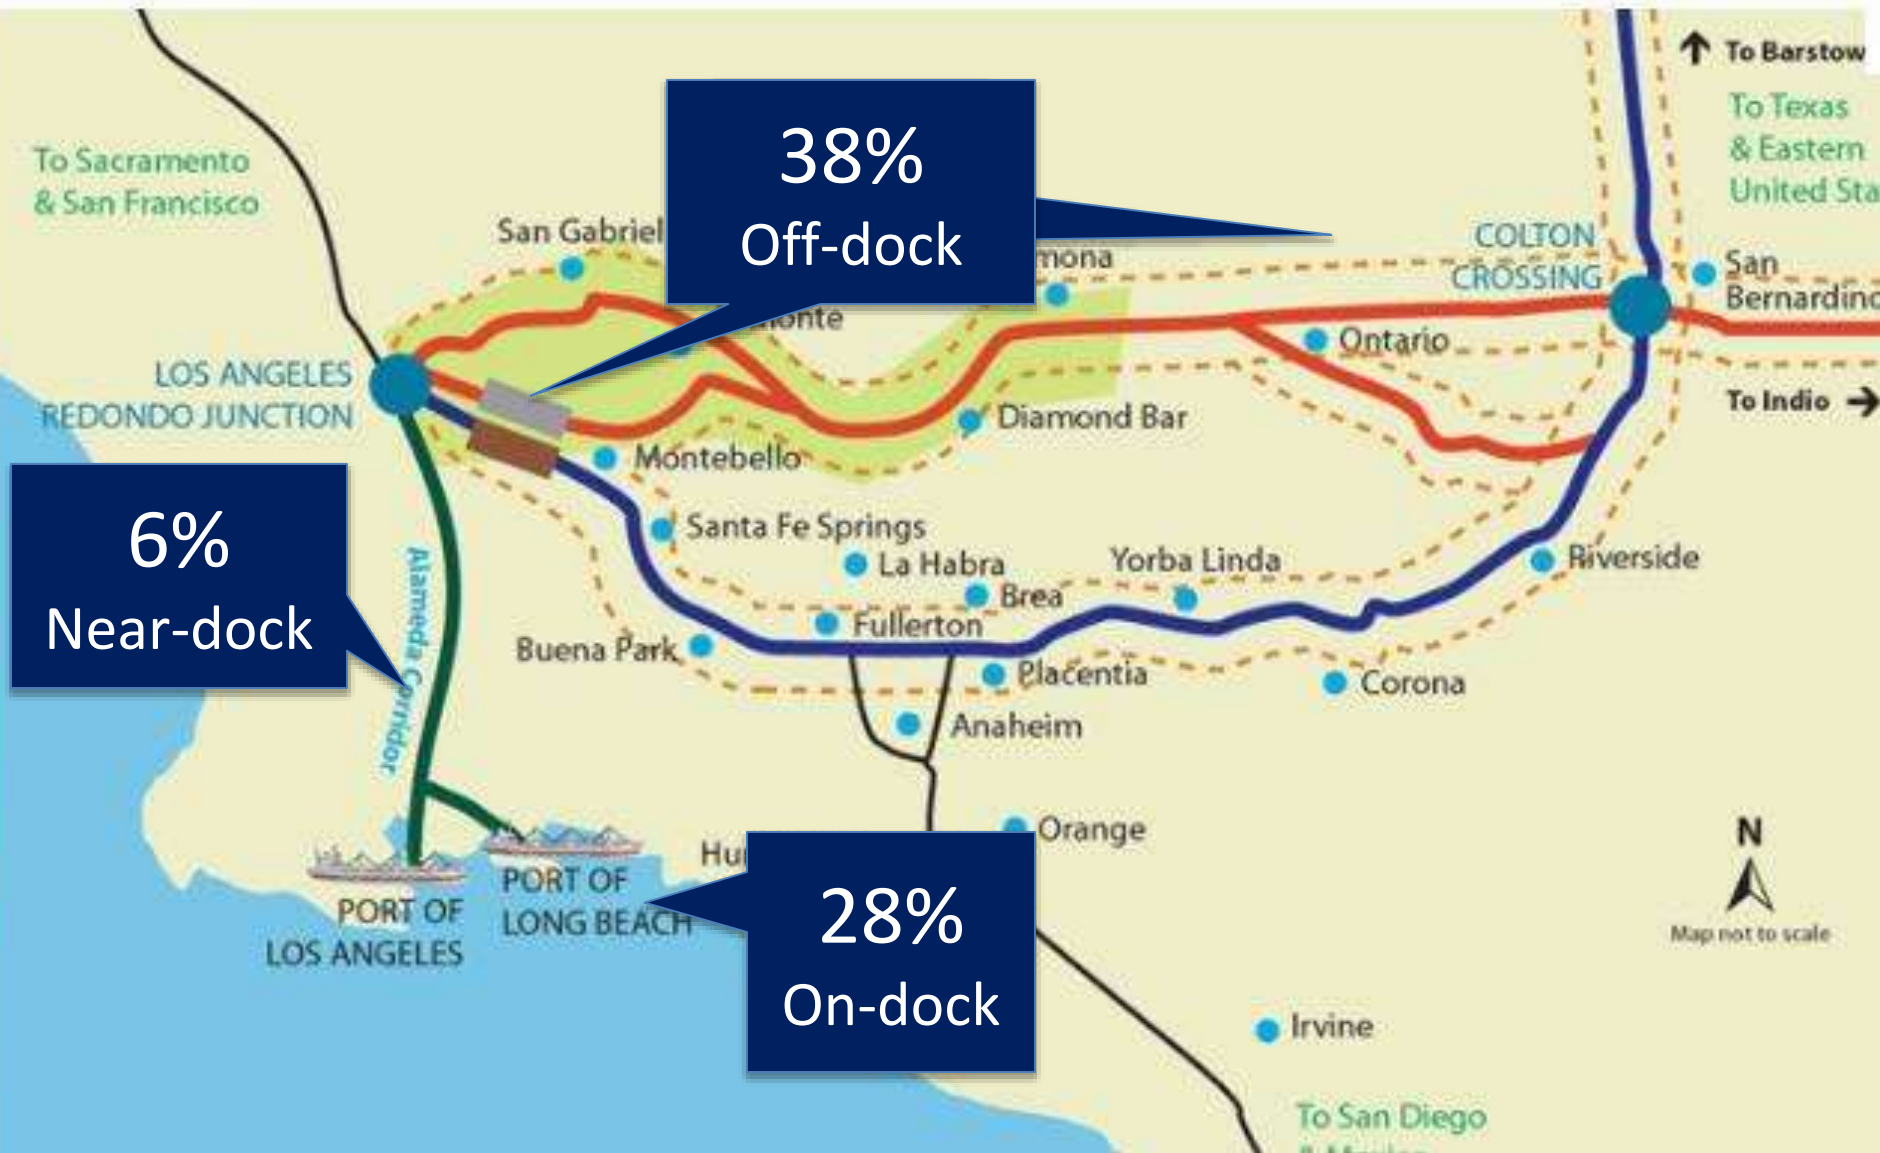 To Barstow
To Texas
& Eastern
United Sta
To Sacramento
& San Francisco
38%
Off-dock
San Gabriel
mona
COLTON
CROSSING
San
Bernardino
onte
Ontario
LOS ANGELES
REDONDO JUNCTION
To Indio
Diamond Bar
Montebello
6%
Near-dock
Santa Fe Springs
La Habra
Yorba Linda
Riverside
Brea
Fullerton
Buena Park
Placentia
Corona
Alameda Corridor
Anaheim
Orange
Hu
N
PORT OF
LONG BEACH
PORT OF
LOS ANGELES
28%
On-dock
Map not to scale
Irvine
To San Diego